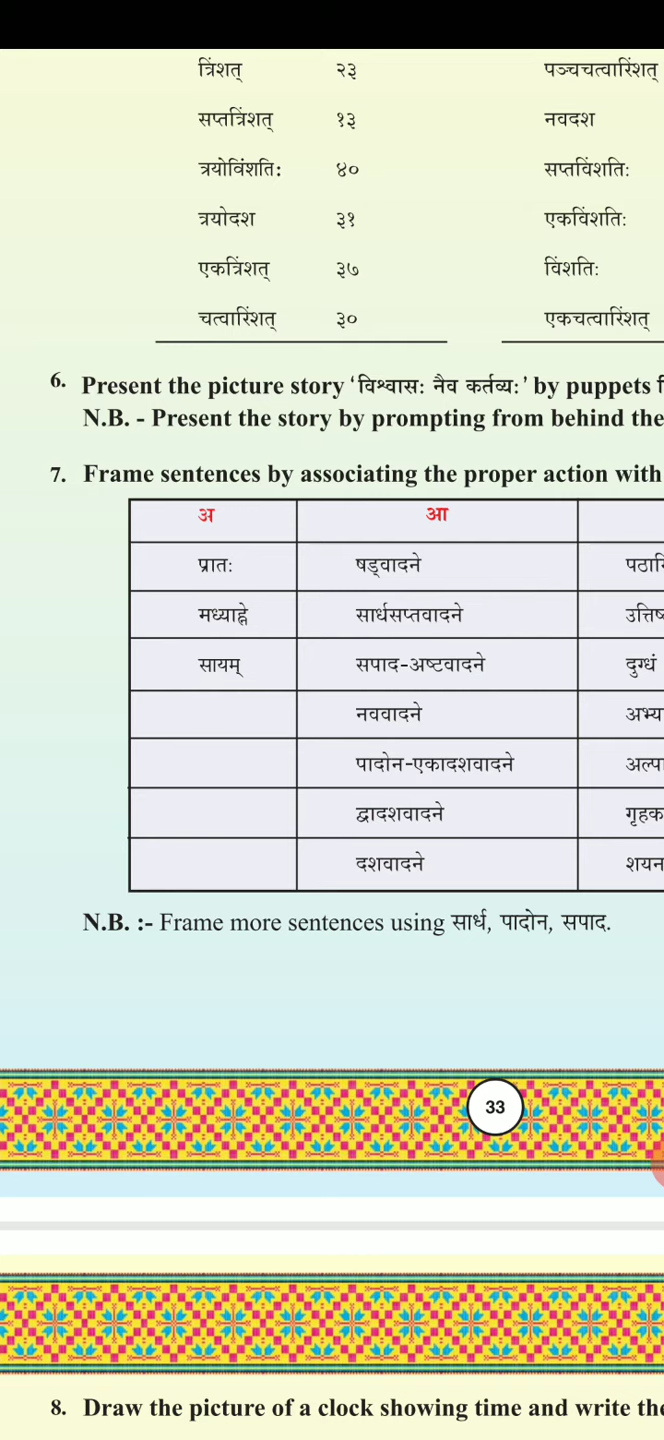 त्रिंशत् २३ पञ्चचत्वारिंशत्
सप्तत्रिंशत् १३ नवदश
त्रयोविंशति: ४० सप्तविंशतिः
त्रयोदश ३१ एकविंशतिः
एकत्रिंशत् ३७ विंशतिः
चत्वारिंशत् ३० एकचत्वारिंशत्
6. Present the picture story ‘विश्वासः नैव कर्तव्यः’ by puppets
N.B. - Present the story by prompting from behind the
7. Frame sentences by associating the proper action with
अ आ
प्रातः षड्वादने
मध्याह्ने सार्धसप्तवादने
सायम् सपाद-अष्टवादने दुग्धं
नववादने
पादोन-एकादशवादने
द्वादशवादने
दशवादने
N.B. :- Frame more sentences using सार्ध, पादोन, सपाद.
33
8. Draw the picture of a clock showing time and write the